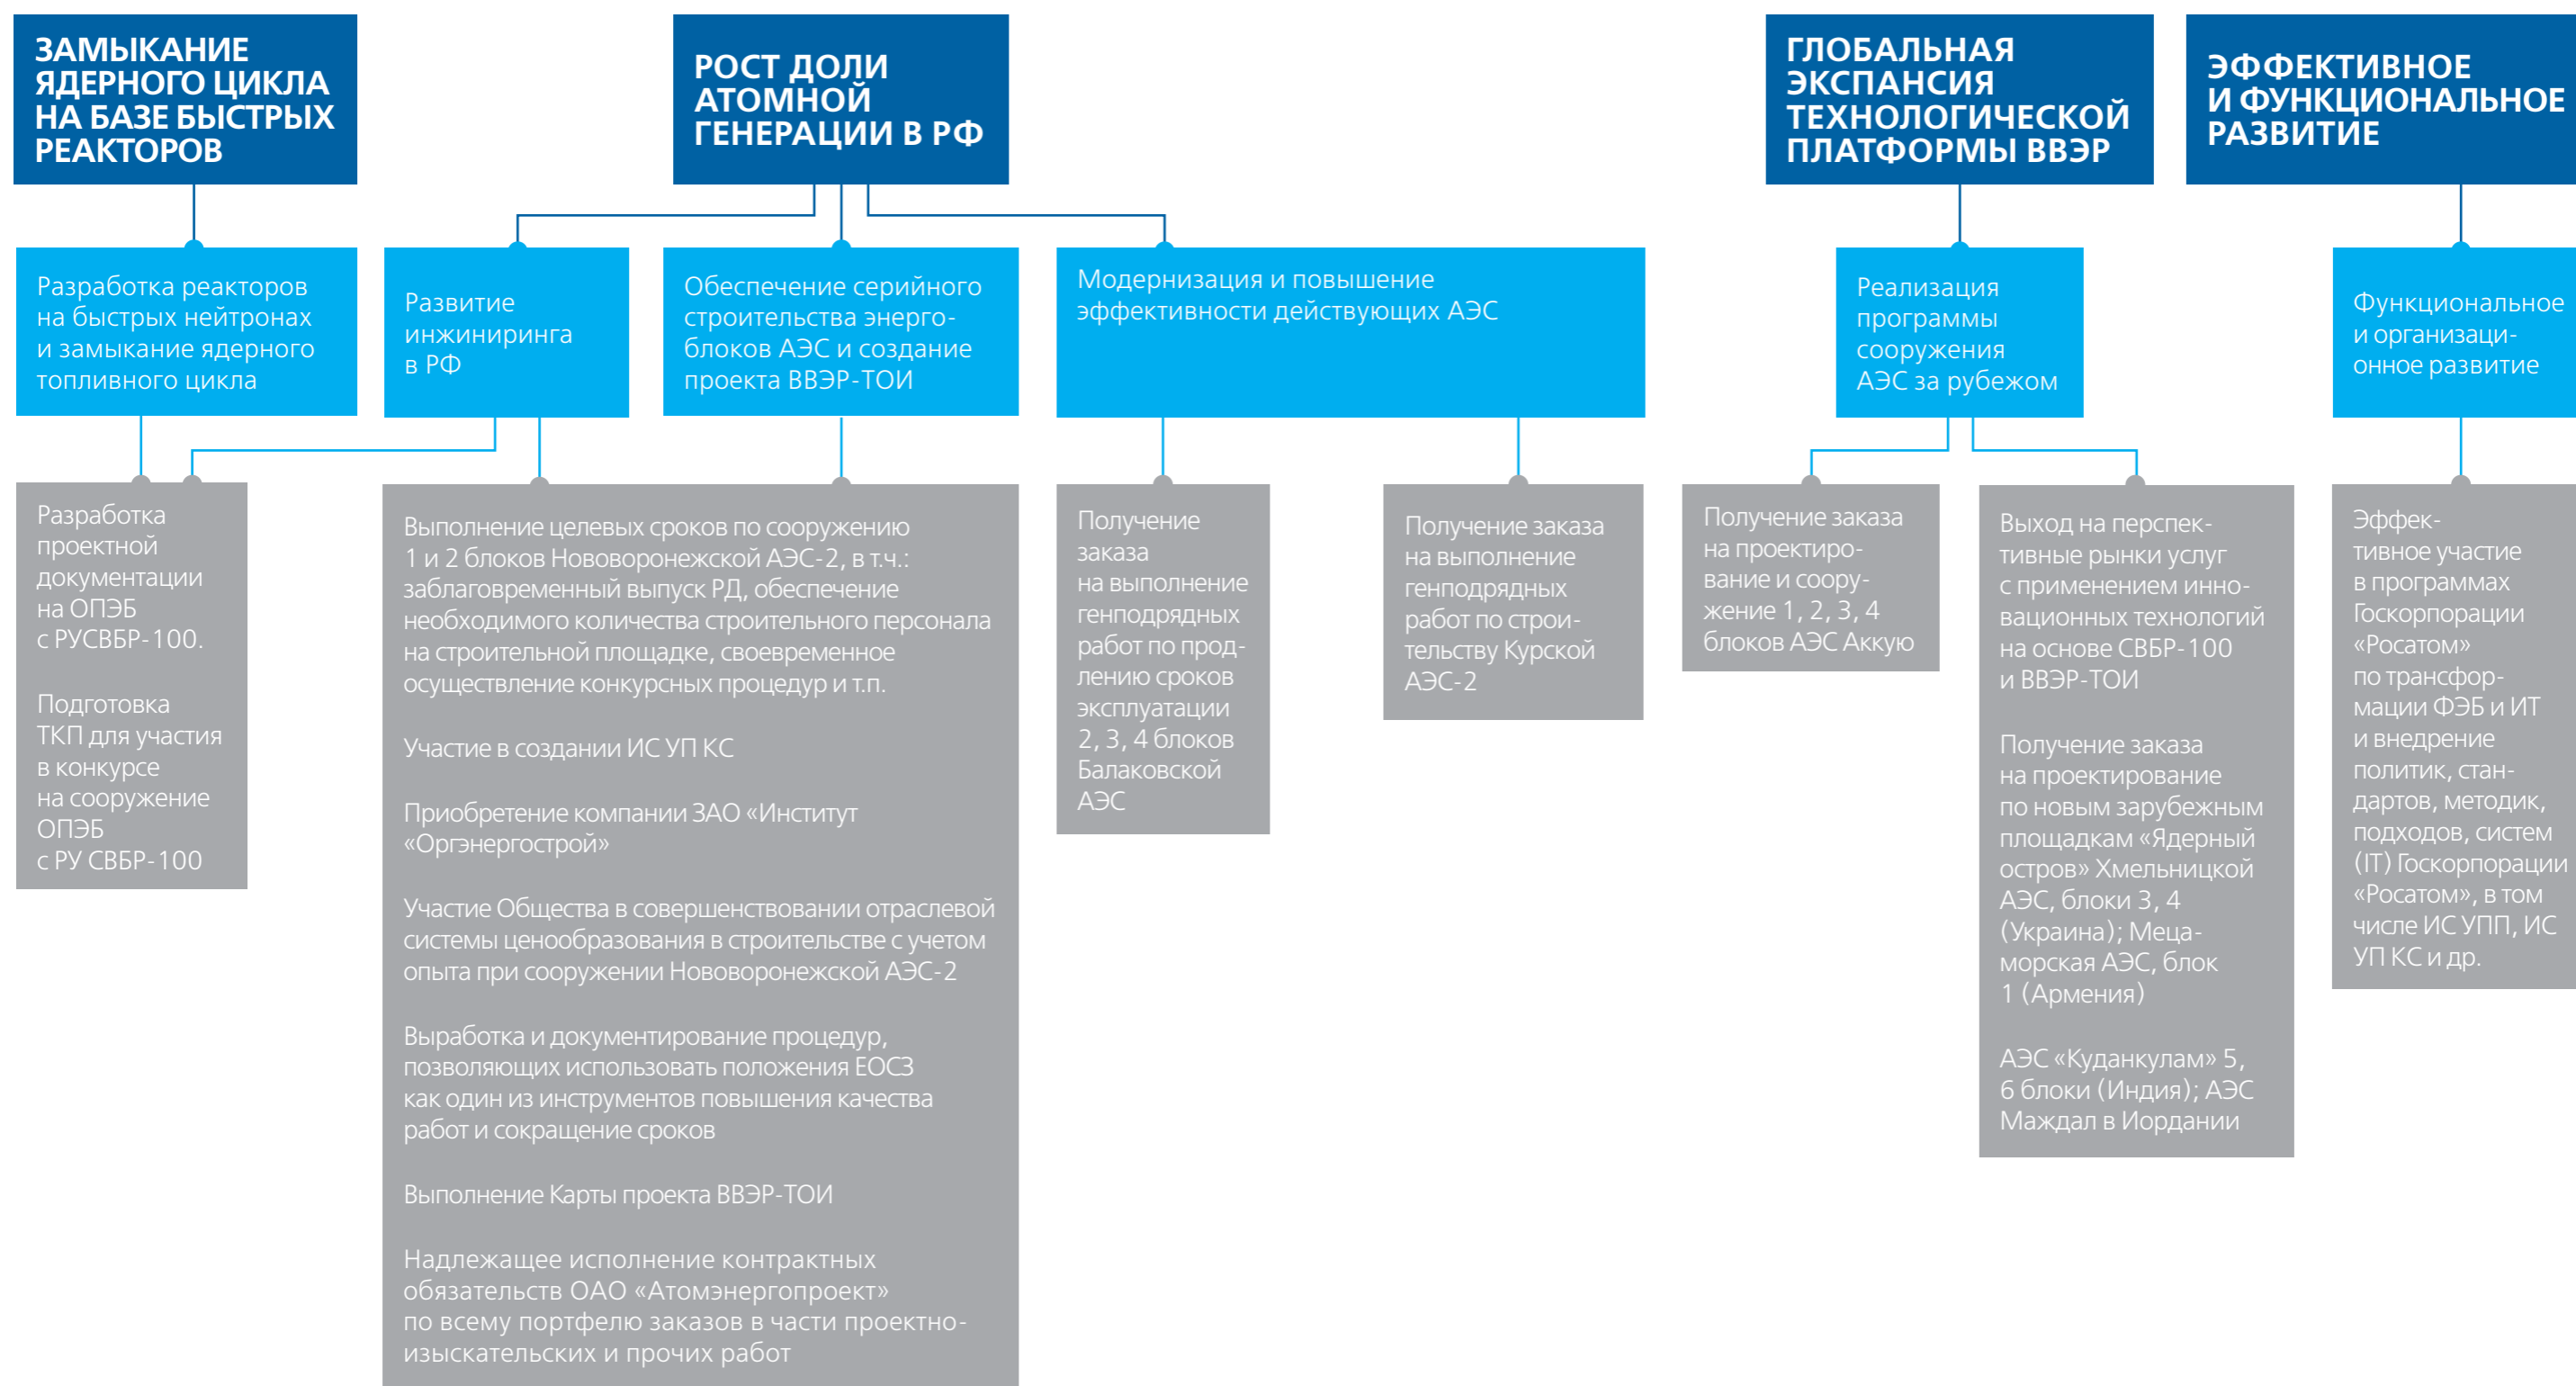 ЗАМЫКАНИЕ
ЯДЕРНОГО ЦИКЛА
НА БАЗЕ БЫСТРЫХ
РЕАКТОРОВ
РОСТ ДОЛИ
АТОМНОЙ
ГЕНЕРАЦИИ В РФ
ГЛОБАЛЬНАЯ
ЭКСПАНСИЯ
ТЕХНОЛОГИЧЕСКОЙ
ПЛАТФОРМЫ ВВЭР
ЭФФЕКТИВНОЕ
И ФУНКЦИОНАЛЬНОЕ
РАЗВИТИЕ
Разработка реакторов
на быстрых нейтронах
и замыкание ядерного
топливного цикла
Развитие
инжиниринга
в РФ
Обеспечение серийного
строительства энерго-
блоков АЭС и создание
проекта ВВЭР-ТОИ
Модернизация и повышение
эффективности действующих АЭС
Реализация
программы
сооружения
АЭС за рубежом
Функциональное
и организаци-
онное развитие
Разработка
проектной
документации
на ОПЭБ
с РУСВБР-100.
Подготовка
ТКП для участия
в конкурсе
на сооружение
ОПЭБ
с РУ СВБР-100
Выполнение целевых сроков по сооружению
1 и 2 блоков Нововоронежской АЭС-2, в т.ч.:
заблаговременный выпуск РД, обеспечение
необходимого количества строительного персонала
на строительной площадке, своевременное
осуществление конкурсных процедур и т.п.
Участие в создании ИС УП КС
Приобретение компании ЗАО «Институт
«Оргэнергострой»
Участие Общества в совершенствовании отраслевой
системы ценообразования в строительстве с учетом
опыта при сооружении Нововоронежской АЭС-2
Выработка и документирование процедур,
позволяющих использовать положения ЕОСЗ
как один из инструментов повышения качества
работ и сокращение сроков
Выполнение Карты проекта ВВЭР-ТОИ
Надлежащее исполнение контрактных
обязательств ОАО «Атомэнергопроект»
по всему портфелю заказов в части проектно-
изыскательских и прочих работ
Получение
заказа
на выполнение
генподрядных
работ по прод-
лению сроков
эксплуатации
2, 3, 4 блоков
Балаковской
АЭС
Получение заказа
на выполнение
генподрядных
работ по строи-
тельству Курской
АЭС-2
Получение заказа
на проектиро-
вание и соору-
жение 1, 2, 3, 4
блоков АЭС Аккую
Выход на перспек-
тивные рынки услуг
с применением инно-
вационных технологий
на основе СВБР-100
и ВВЭР-ТОИ
Получение заказа
на проектирование
по новым зарубежным
площадкам «Ядерный
остров» Хмельницкой
АЭС, блоки 3, 4
(Украина); Меца-
морская АЭС, блок
1 (Армения)
АЭС «Куданкулам» 5,
6 блоки (Индия); АЭС
Маждал в Иордании
Эффек-
тивное участие
в программах
Госкорпорации
«Росатом»
по трансфор-
мации ФЭБ и ИТ
и внедрение
политик, стан-
дартов, методик,
подходов, систем
(IT) Госкорпорации
«Росатом», в том
числе ИС УПП, ИС
УП КС и др.